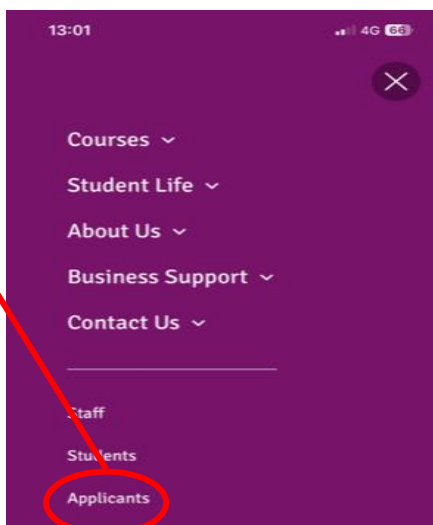 13:01 4G 66
Courses
Student Life
About Us
Business Support
Contact Us
Staff
Students
Applicants